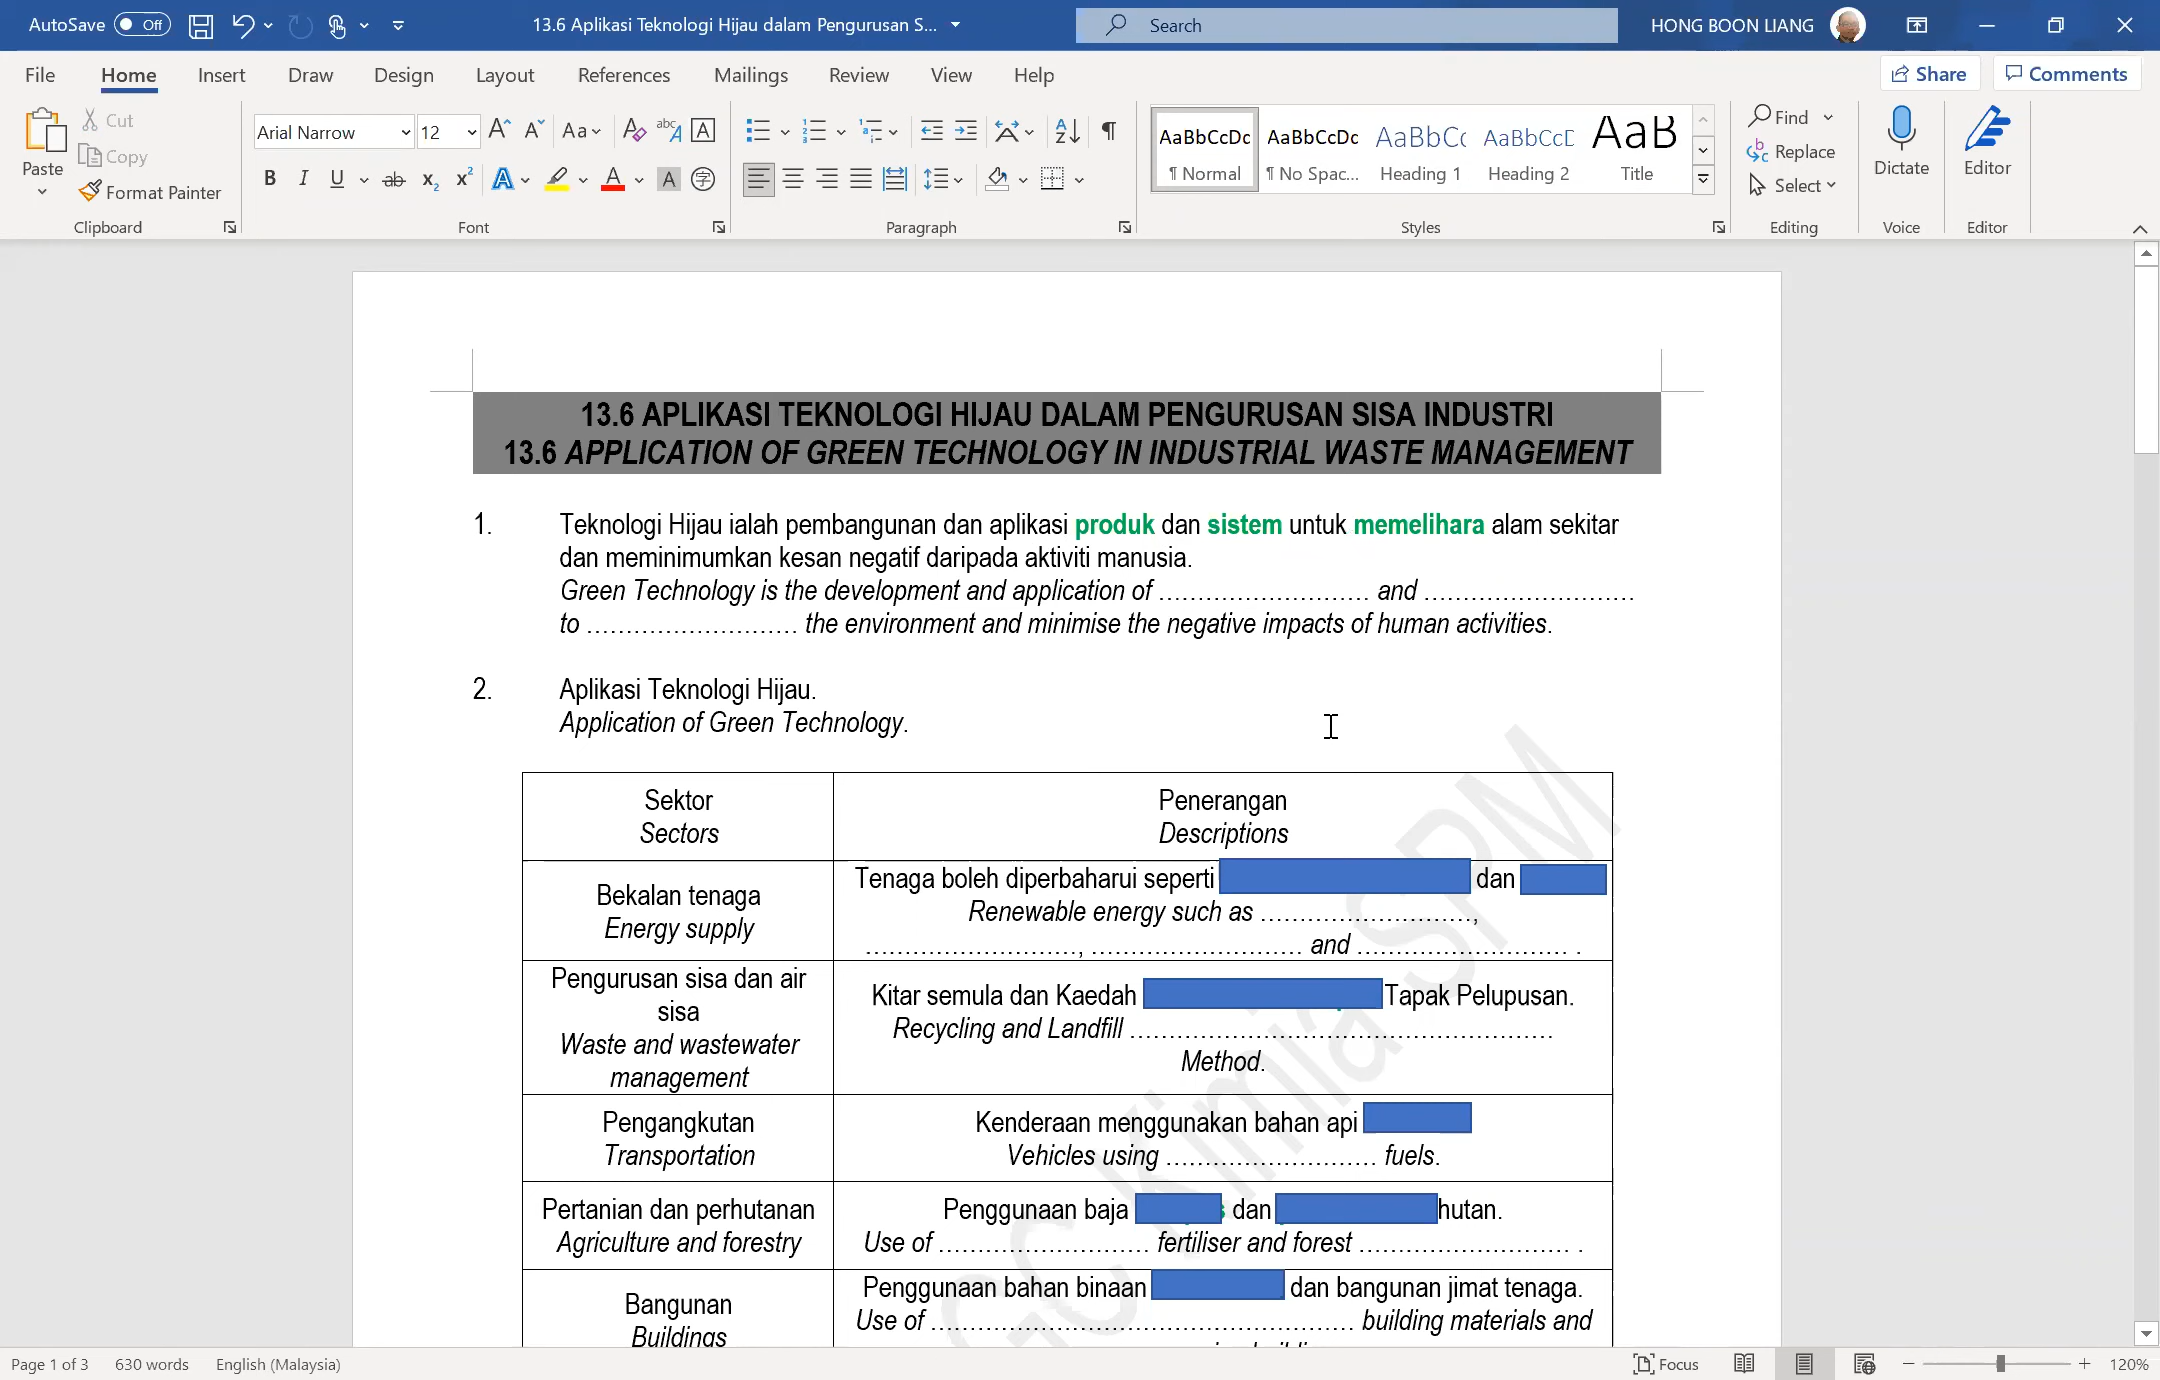 AutoSave Off
13.6 Aplikasi Teknologi Hijau dalam Pengurusan S...
Search
HONG BOON LIANG
File Home Insert Draw Design Layout References Mailings Review View Help
Share Comments
Paste
Cut
Copy
Format Painter
Clipboard
Arial Narrow 12
Font
Paragraph
AaBbCcDc AaBbCcDc AaBbCc AaBbCcD AaB
¶ Normal ¶ No Spac... Heading 1 Heading 2 Title
Styles
Find
Replace
Select
Editing
Dictate
Voice
Editor
Editor
13.6 APLIKASI TEKNOLOGI HIJAU DALAM PENGURUSAN SISA INDUSTRI
13.6 APPLICATION OF GREEN TECHNOLOGY IN INDUSTRIAL WASTE MANAGEMENT
1. Teknologi Hijau ialah pembangunan dan aplikasi produk dan sistem untuk memelihara alam sekitar
dan meminimumkan kesan negatif daripada aktiviti manusia.
Green Technology is the development and application of ........................... and ...........................
to ........................... the environment and minimise the negative impacts of human activities.
2. Aplikasi Teknologi Hijau.
Application of Green Technology.
Sektor
Sectors
Penerangan
Descriptions
Bekalan tenaga
Energy supply
Tenaga boleh diperbaharui seperti dan
Renewable energy such as ...........................,
..........................., ........................... and ........................... .
Pengurusan sisa dan air
sisa
Waste and wastewater
management
Kitar semula dan Kaedah Tapak Pelupusan.
Recycling and Landfill ......................................................
Method.
Pengangkutan
Transportation
Kenderaan menggunakan bahan api
Vehicles using ........................... fuels.
Pertanian dan perhutanan
Agriculture and forestry
Penggunaan baja dan hutan.
Use of ........................... fertiliser and forest ........................... .
Bangunan
Buildings
Penggunaan bahan binaan dan bangunan jimat tenaga.
Use of ...................................................... building materials and
GC Kimia SPM
Page 1 of 3 630 words English (Malaysia)
Focus
120%